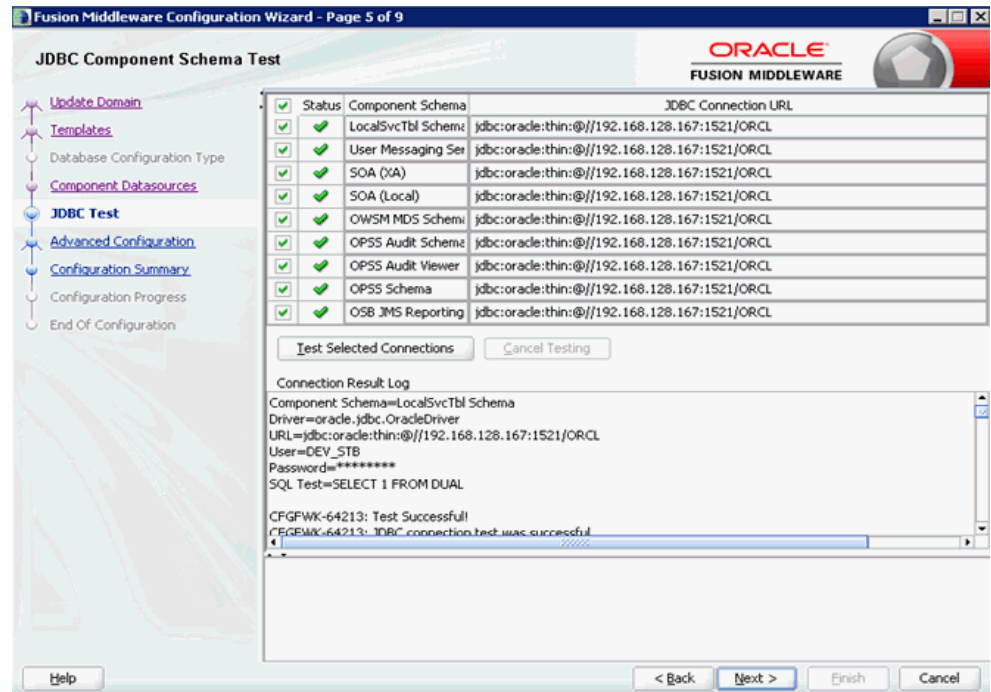 Fusion Middleware Configuration Wizard - Page 5 of 9
JDBC Component Schema Test
ORACLE
FUSION MIDDLEWARE
Update Domain
Templates
Database Configuration Type
Component Datasources
JDBC Test
Advanced Configuration
Configuration Summary
Configuration Progress
End Of Configuration
Status Component Schema JDBC Connection URL
LocalSvcTbl Schema jdbc:oracle:thin:@//192.168.128.167:1521/ORCL
User Messaging Ser jdbc:oracle:thin:@//192.168.128.167:1521/ORCL
SOA (XA) jdbc:oracle:thin:@//192.168.128.167:1521/ORCL
SOA (Local) jdbc:oracle:thin:@//192.168.128.167:1521/ORCL
OWSM MDS Schema jdbc:oracle:thin:@//192.168.128.167:1521/ORCL
OPSS Audit Schema jdbc:oracle:thin:@//192.168.128.167:1521/ORCL
OPSS Audit Viewer jdbc:oracle:thin:@//192.168.128.167:1521/ORCL
OPSS Schema jdbc:oracle:thin:@//192.168.128.167:1521/ORCL
OSB JMS Reporting jdbc:oracle:thin:@//192.168.128.167:1521/ORCL
Test Selected Connections Cancel Testing
Connection Result Log
Component Schema=LocalSvcTbl Schema
Driver=oracle.jdbc.OracleDriver
URL=jdbc:oracle:thin:@//192.168.128.167:1521/ORCL
User=DEV_STB
Password=********
SQL Test=SELECT 1 FROM DUAL
CFGFWK-64213: Test Successful!
CFGFWK-64213: JDBC connection test was successful
Help < Back Next > Finish Cancel